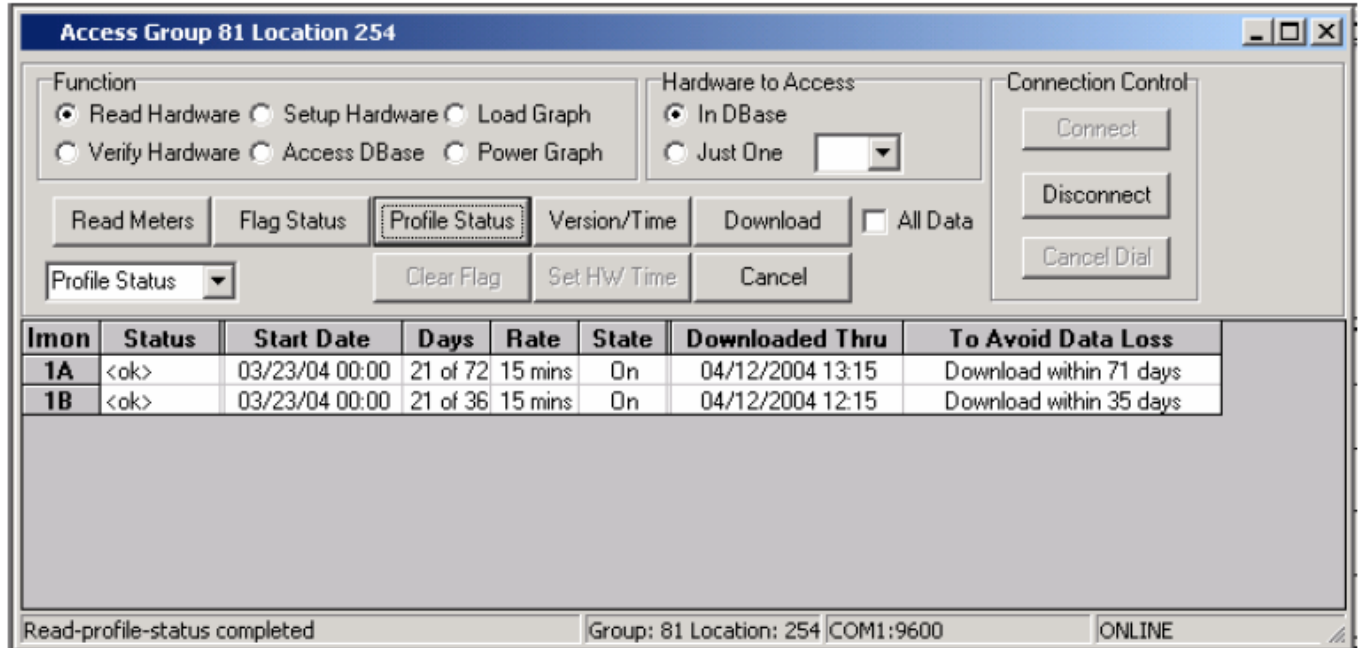 Access Group 81 Location 254
Function
Read Hardware Setup Hardware Load Graph
Verify Hardware Access DBase Power Graph
Hardware to Access
In DBase
Just One
Connection Control
Connect
Disconnect
Cancel Dial
Read Meters Flag Status Profile Status Version/Time Download All Data
Profile Status Clear Flag Set HW Time Cancel
Imon Status Start Date Days Rate State Downloaded Thru To Avoid Data Loss
1A <ok> 03/23/04 00:00 21 of 72 15 mins On 04/12/2004 13:15 Download within 71 days
1B <ok> 03/23/04 00:00 21 of 36 15 mins On 04/12/2004 12:15 Download within 35 days
Read-profile-status completed Group: 81 Location: 254 COM1:9600 ONLINE